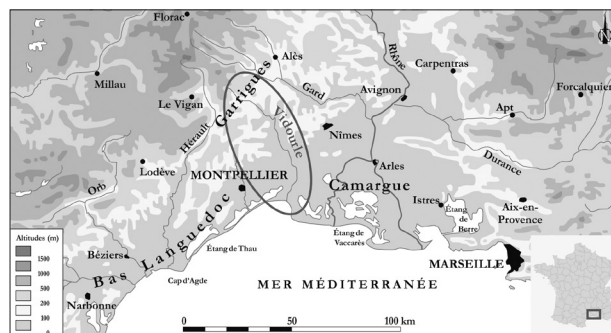 Florac
Alès
Rhône
Carpentras
N
Millau
Garrigues
Gard
Avignon
Forcalquier
Le Vigan
Vidourle
Nîmes
Apt
Hérault
Durance
Lodève
MONTPELLIER
Arles
Orb
Camargue
Istres
Étang
de
Berre
Aix-en-
Provence
Altitudes (m)
1500
1000
500
200
100
0
Bas Languedoc
Béziers
Étang de Thau
Étang de
Vaccarès
MARSEILLE
Cap d'Agde
MER MÉDITERRANÉE
Narbonne
0
50
100 km